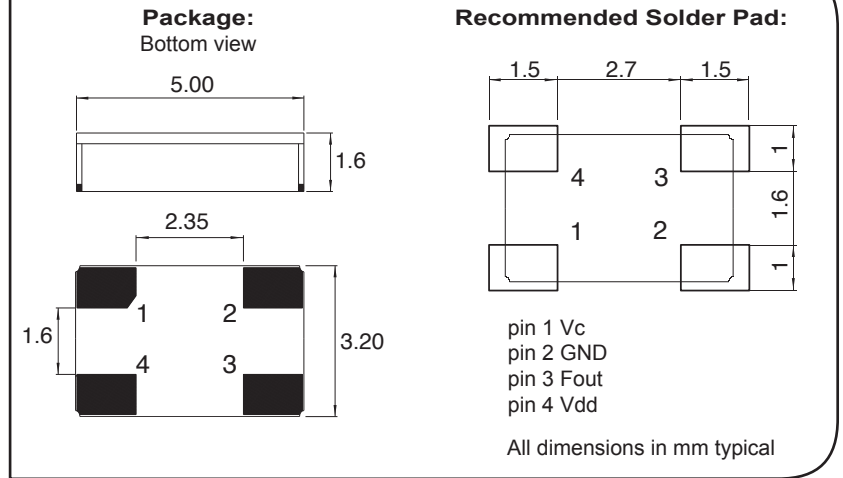 Package:
Bottom view
5.00
1.6
2.35
1 2
1.6
3.20
4 3
Recommended Solder Pad:
1.5 2.7 1.5
1
4 3
1.6
1 2
1
pin 1 Vc
pin 2 GND
pin 3 Fout
pin 4 Vdd
All dimensions in mm typical